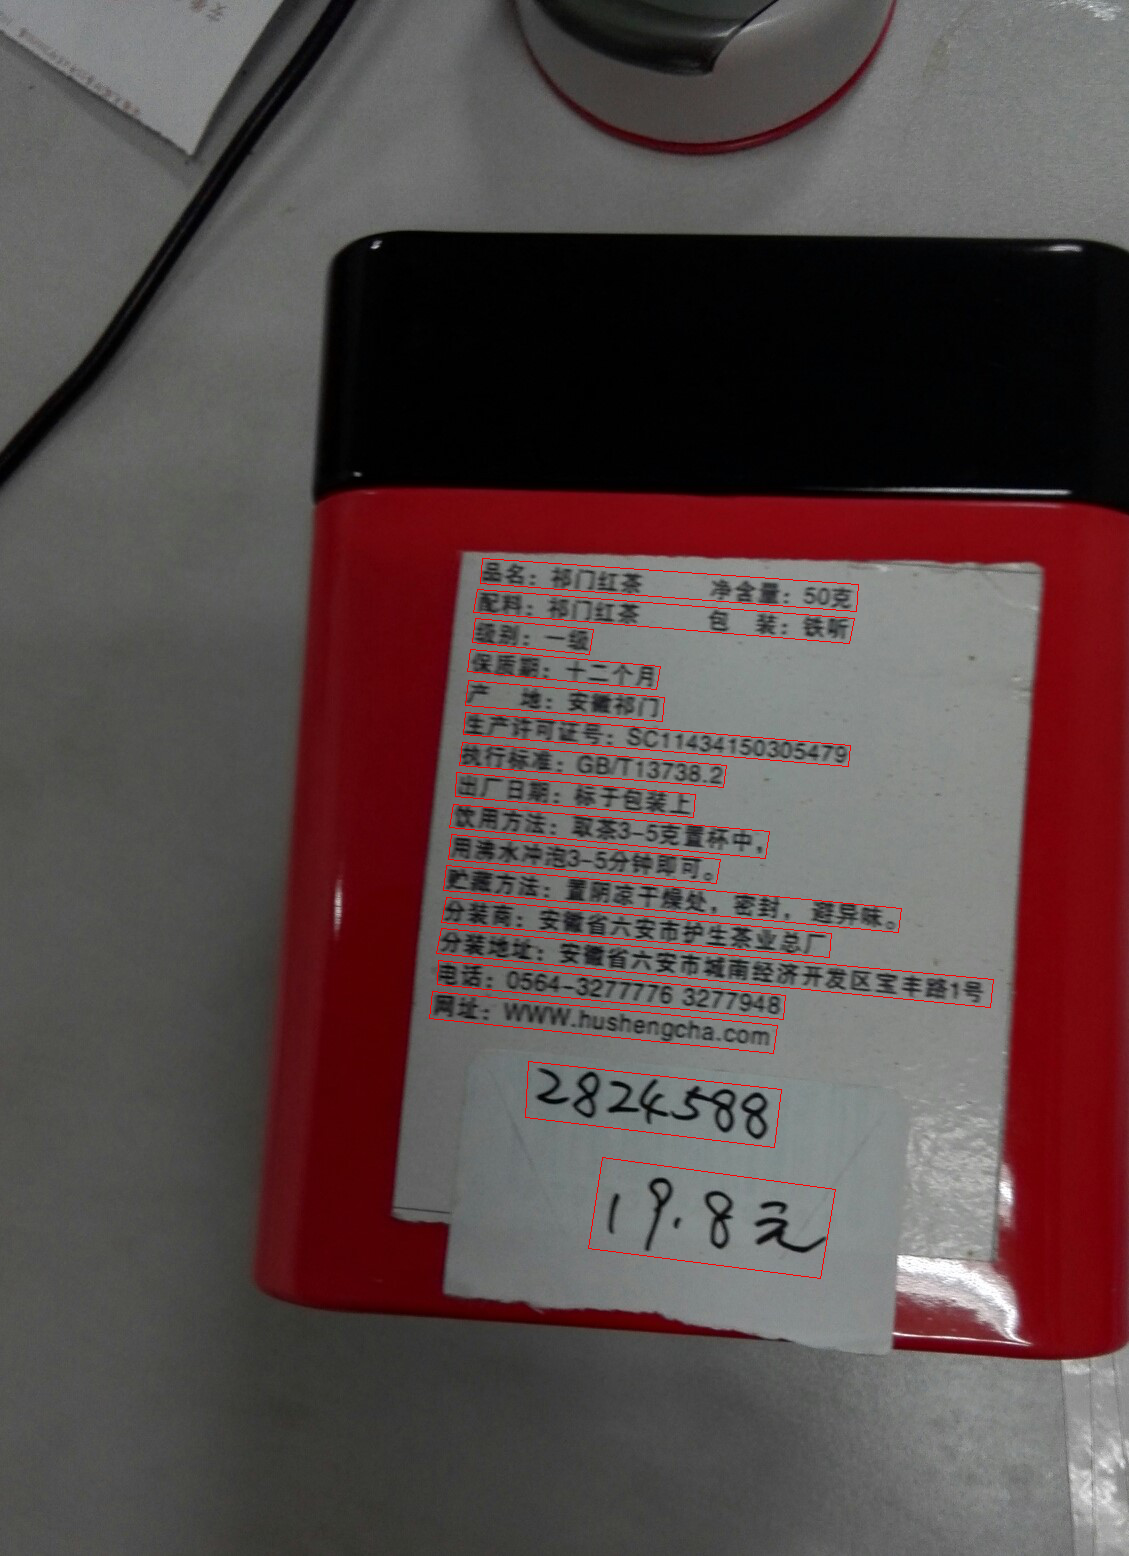 品名：祁门红茶 净含量：50克
配料：祁门红茶 包 装：铁听
级别：一级
保质期：十二个月
产 地：安徽祁门
生产许可证号：SC11434150305479
执行标准：GB/T13738.2
出厂日期：标于包装上
饮用方法：取茶3-5克置杯中，
用沸水冲泡3-5分钟即可。
贮藏方法：置阴凉干燥处，密封，避异味。
分装商：安徽省六安市护生茶业总厂
分装地址：安徽省六安市城南经济开发区宝丰路1号
电话：0564-3277776 3277948
网址：WWW.hushengcha.com
2824588
19.8元